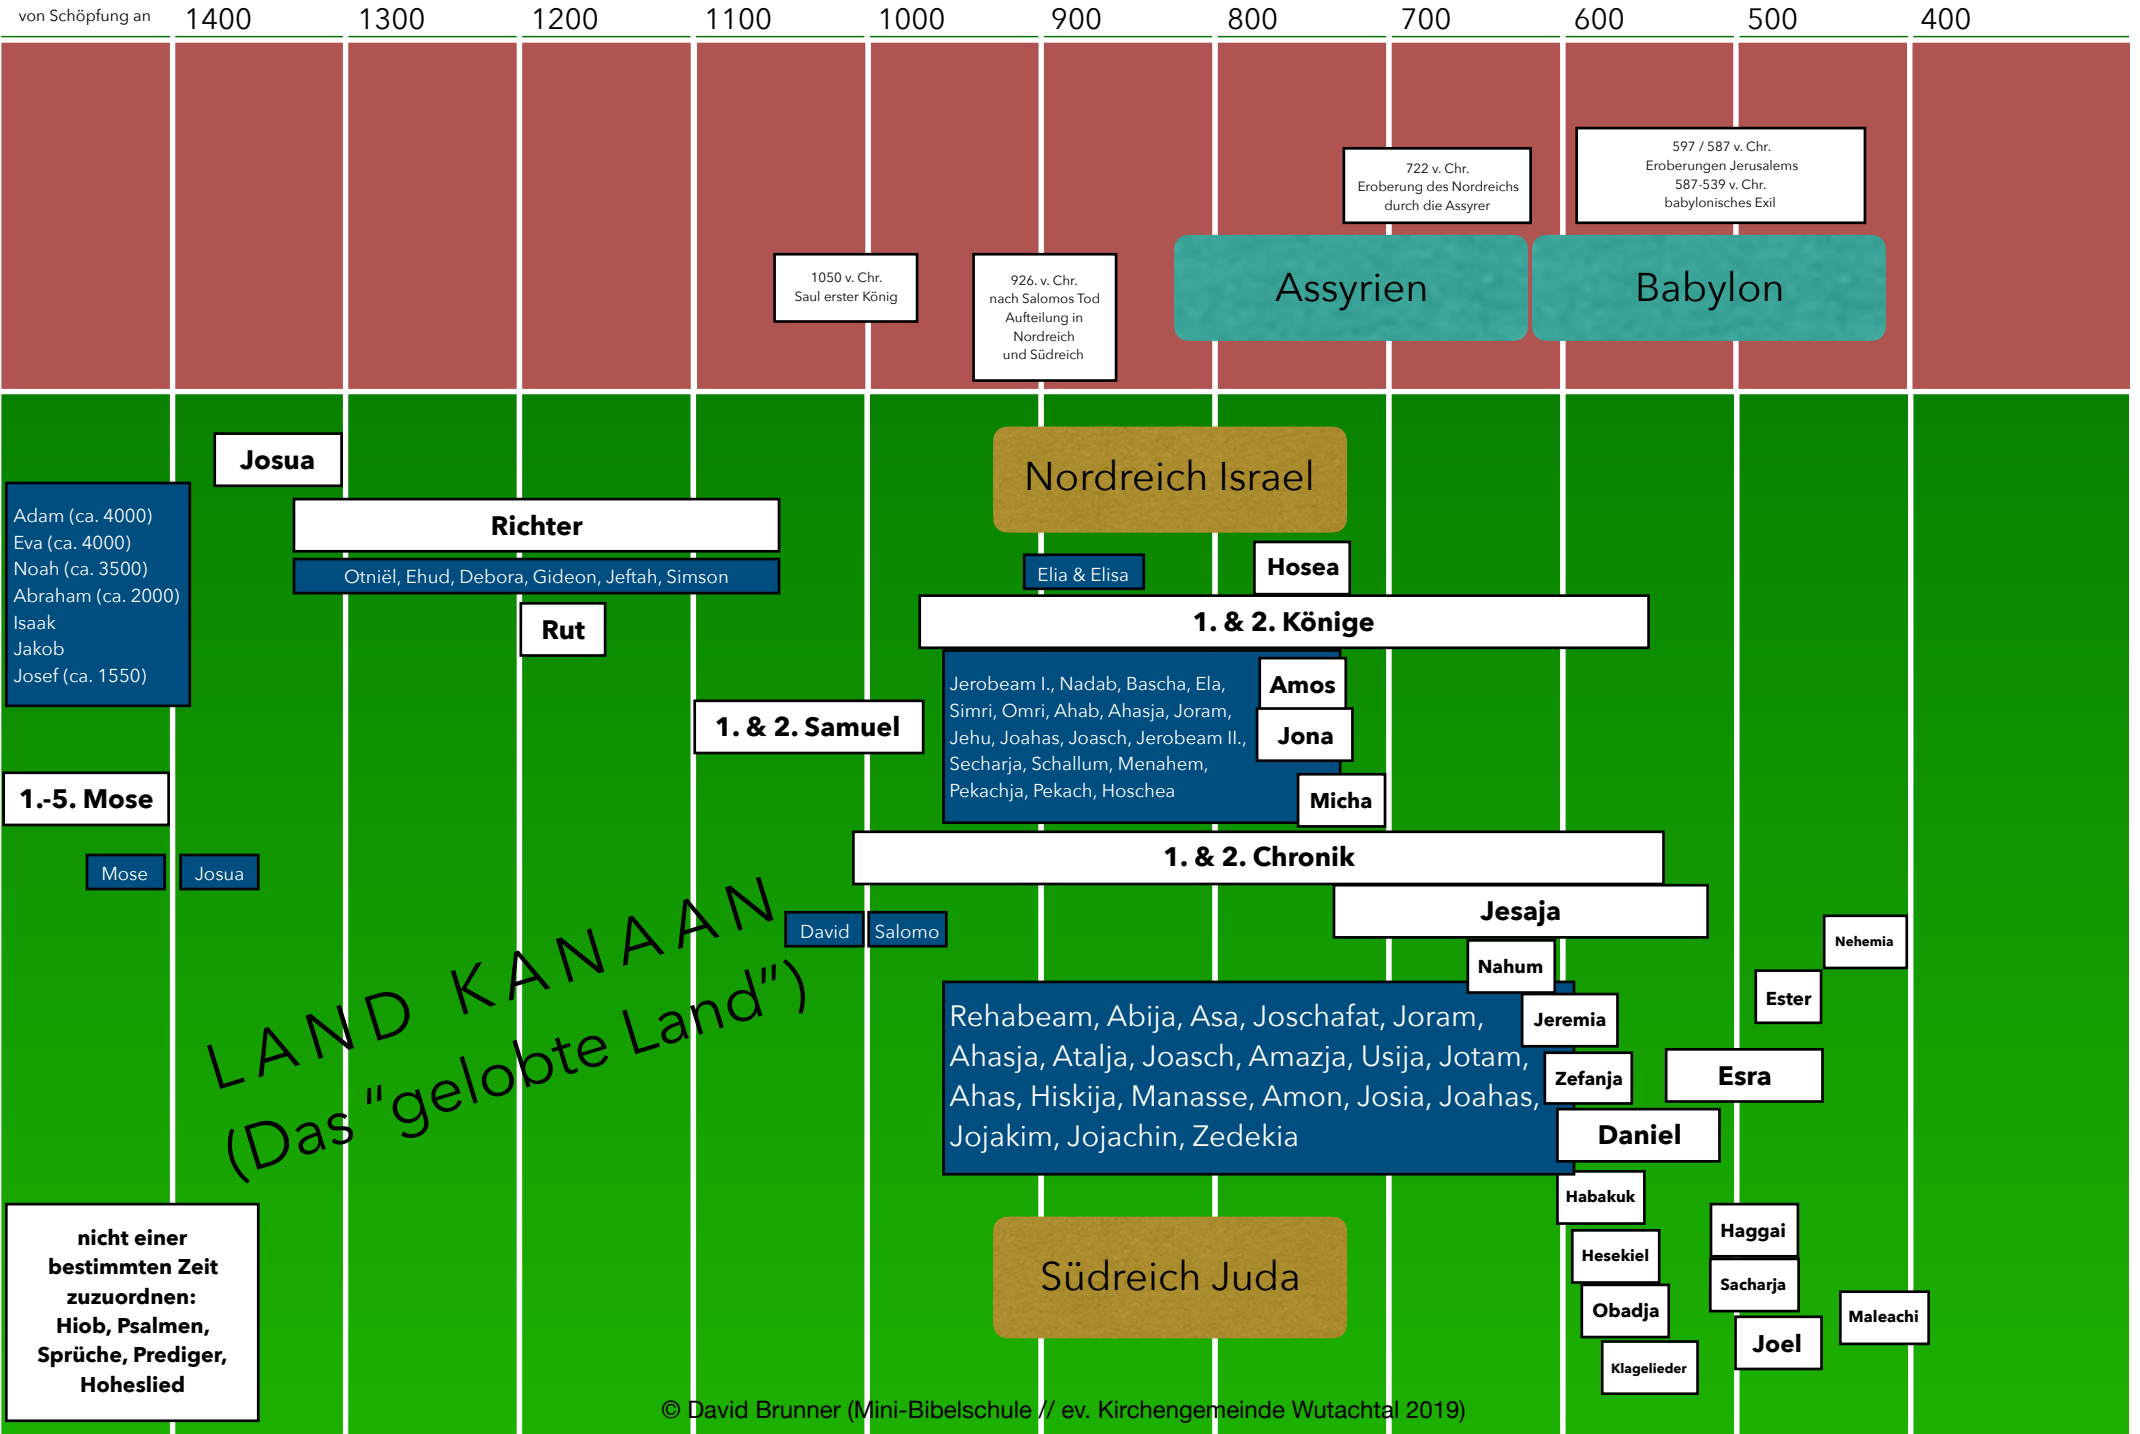 von Schöpfung an
1400
1300
1200
1100
1000
900
800
700
600
500
400
597 / 587 v. Chr.
Eroberungen Jerusalems
587-539 v. Chr.
babylonisches Exil
722 v. Chr.
Eroberung des Nordreichs
durch die Assyrer
1050 v. Chr.
Saul erster König
926. v. Chr.
nach Salomos Tod
Aufteilung in
Nordreich
und Südreich
Assyrien
Babylon
Josua
Nordreich Israel
Adam (ca. 4000)
Eva (ca. 4000)
Noah (ca. 3500)
Abraham (ca. 2000)
Isaak
Jakob
Josef (ca. 1550)
Richter
Otniël, Ehud, Debora, Gideon, Jeftah, Simson
Rut
Elia & Elisa
Hosea
1. & 2. Könige
Jerobeam I., Nadab, Bascha, Ela,
Simri, Omri, Ahab, Ahasja, Joram,
Jehu, Joahas, Joasch, Jerobeam II.,
Secharja, Schallum, Menahem,
Pekachja, Pekach, Hoschea
Amos
Jona
Micha
1. & 2. Samuel
1.-5. Mose
Mose
Josua
1. & 2. Chronik
Jesaja
David
Salomo
LAND KANAAN
(Das "gelobte Land")
Nahum
Rehabeam, Abija, Asa, Joschafat, Joram,
Ahasja, Atalja, Joasch, Amazja, Usija, Jotam,
Ahas, Hiskija, Manasse, Amon, Josia, Joahas,
Jojakim, Jojachin, Zedekia
Jeremia
Zefanja
Daniel
Nehemia
Ester
Esra
Habakuk
Hesekiel
Obadja
Klagelieder
Haggai
Sacharja
Joel
Maleachi
Südreich Juda
nicht einer
bestimmten Zeit
zuzuordnen:
Hiob, Psalmen,
Sprüche, Prediger,
Hoheslied
© David Brunner (Mini-Bibelschule // ev. Kirchengemeinde Wutachtal 2019)